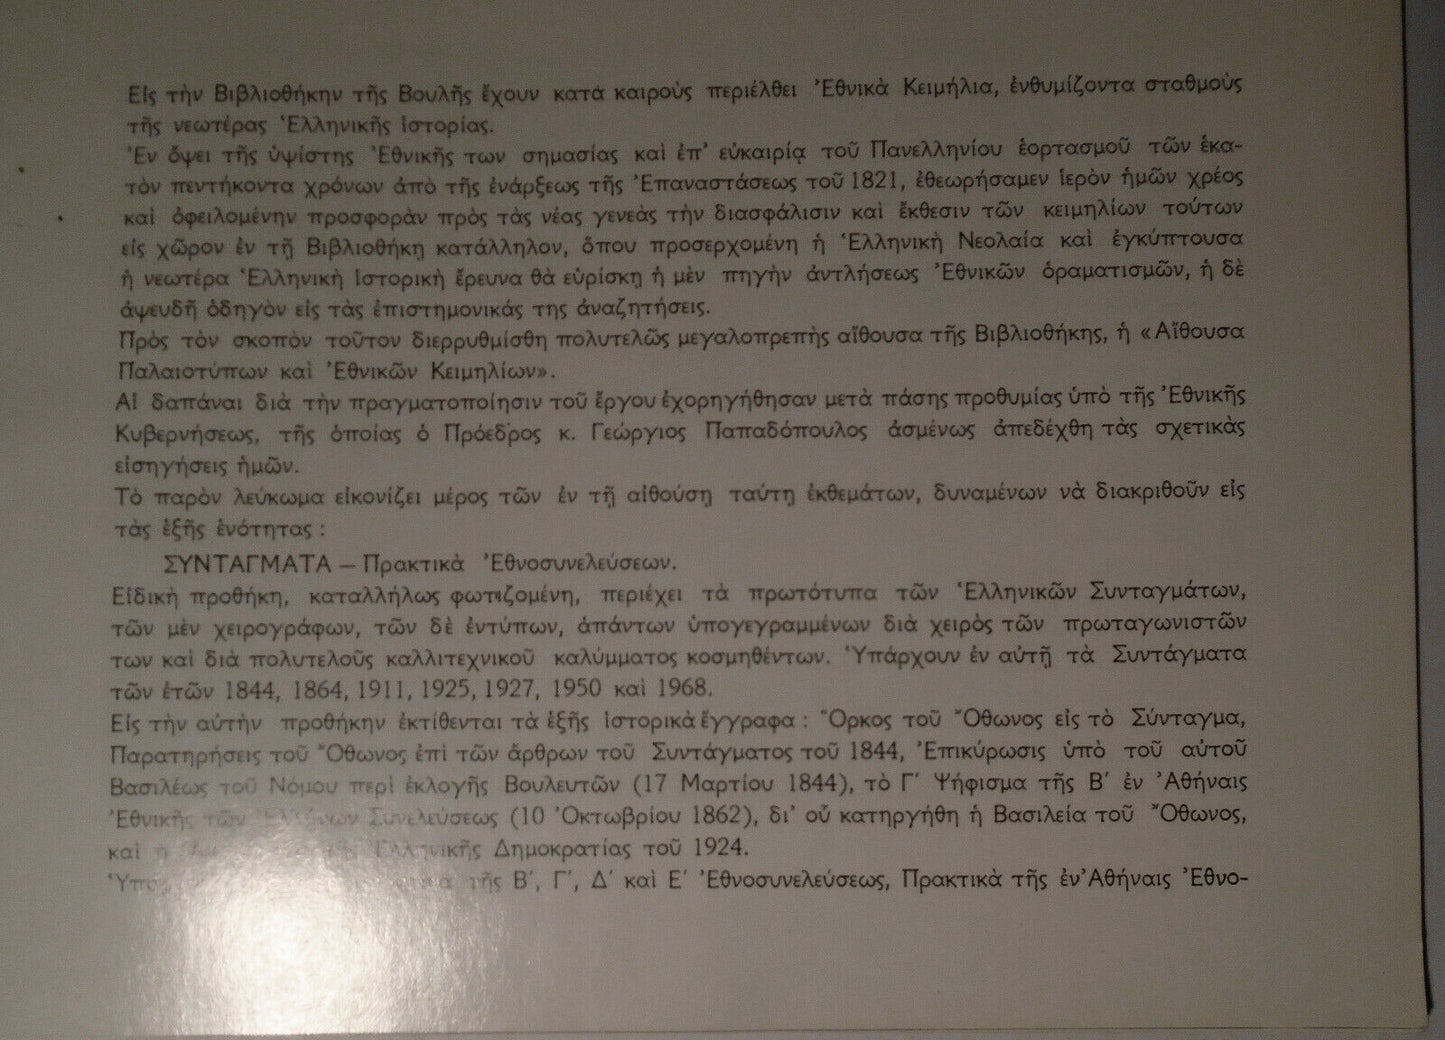 Εἰς τὴν Βιβλιοθήκην τῆς Βουλῆς ἔχουν κατὰ καιροὺς περιέλθει Ἐθνικὰ Κειμήλια, ἐνθυμίζοντα σταθμοὺς
τῆς νεωτέρας Ἑλληνικῆς Ἱστορίας.
Ἐν ὄψει τῆς ὑψίστης Ἐθνικῆς των σημασίας καὶ ἐπ' εὐκαιρίᾳ τοῦ Πανελληνίου ἑορτασμοῦ τῶν ἑκα-
τὸν πεντήκοντα χρόνων ἀπὸ τῆς ἐνάρξεως τῆς Ἐπαναστάσεως τοῦ 1821, ἐθεωρήσαμεν ἱερὸν ἡμῶν χρέος
καὶ ὀφειλομένην προσφορὰν πρὸς τὰς νέας γενεὰς τὴν διασφάλισιν καὶ ἔκθεσιν τῶν κειμηλίων τούτων
εἰς χῶρον ἐν τῇ Βιβλιοθήκῃ κατάλληλον, ὅπου προσερχομένη ἡ Ἑλληνικὴ Νεολαία καὶ ἐγκύπτουσα
ἡ νεωτέρα Ἑλληνικὴ Ἱστορικὴ ἔρευνα θὰ εὑρίσκῃ ἡ μὲν πηγὴν ἀντλήσεως Ἐθνικῶν ὁραματισμῶν, ἡ δὲ
ἀψευδῆ ὁδηγὸν εἰς τὰς ἐπιστημονικάς της ἀναζητήσεις.
Πρὸς τὸν σκοπὸν τοῦτον διερρυθμίσθη πολυτελῶς μεγαλοπρεπὴς αἴθουσα τῆς Βιβλιοθήκης, ἡ «Αἴθουσα
Παλαιοτύπων καὶ Ἐθνικῶν Κειμηλίων».
Αἱ δαπάναι διὰ τὴν πραγματοποίησιν τοῦ ἔργου ἐχορηγήθησαν μετὰ πάσης προθυμίας ὑπὸ τῆς Ἐθνικῆς
Κυβερνήσεως, τῆς ὁποίας ὁ Πρόεδρος κ. Γεώργιος Παπαδόπουλος ἀσμένως ἀπεδέχθη τὰς σχετικὰς
εἰσηγήσεις ἡμῶν.
Τὸ παρὸν λεύκωμα εἰκονίζει μέρος τῶν ἐν τῇ αἰθούσῃ ταύτῃ ἐκθεμάτων, δυναμένων νὰ διακριθοῦν εἰς
τὰς ἑξῆς ἑνότητας :
ΣΥΝΤΑΓΜΑΤΑ – Πρακτικὰ Ἐθνοσυνελεύσεων.
Εἰδικὴ προθήκη, καταλλήλως φωτιζομένη, περιέχει τὰ πρωτότυπα τῶν Ἑλληνικῶν Συνταγμάτων,
τῶν μὲν χειρογράφων, τῶν δὲ ἐντύπων, ἁπάντων ὑπογεγραμμένων διὰ χειρὸς τῶν πρωταγωνιστῶν
των καὶ διὰ πολυτελοῦς καλλιτεχνικοῦ καλύμματος κοσμηθέντων. Ὑπάρχουν ἐν αὐτῇ τὰ Συντάγματα
τῶν ἐτῶν 1844, 1864, 1911, 1925, 1927, 1950 καὶ 1968.
Εἰς τὴν αὐτὴν προθήκην ἐκτίθενται τὰ ἑξῆς ἱστορικὰ ἔγγραφα : Ὅρκος τοῦ Ὄθωνος εἰς τὸ Σύνταγμα,
Παρατηρήσεις τοῦ Ὄθωνος ἐπὶ τῶν ἄρθρων τοῦ Συντάγματος τοῦ 1844, Ἐπικύρωσις ὑπὸ τοῦ αὐτοῦ
Βασιλέως τοῦ Νόμου περὶ ἐκλογῆς Βουλευτῶν (17 Μαρτίου 1844), τὸ Γ´ Ψήφισμα τῆς Β´ ἐν Ἀθήναις
Ἐθνικῆς τῶν Ἑλλήνων Συνελεύσεως (10 Ὀκτωβρίου 1862), δι' οὗ κατηργήθη ἡ Βασιλεία τοῦ Ὄθωνος,
καὶ ἡ Ἑλληνικῆς Δημοκρατίας τοῦ 1924.
τῆς Β´, Γ´, Δ´ καὶ Ε´ Ἐθνοσυνελεύσεως, Πρακτικὰ τῆς ἐν Ἀθήναις Ἐθνο-